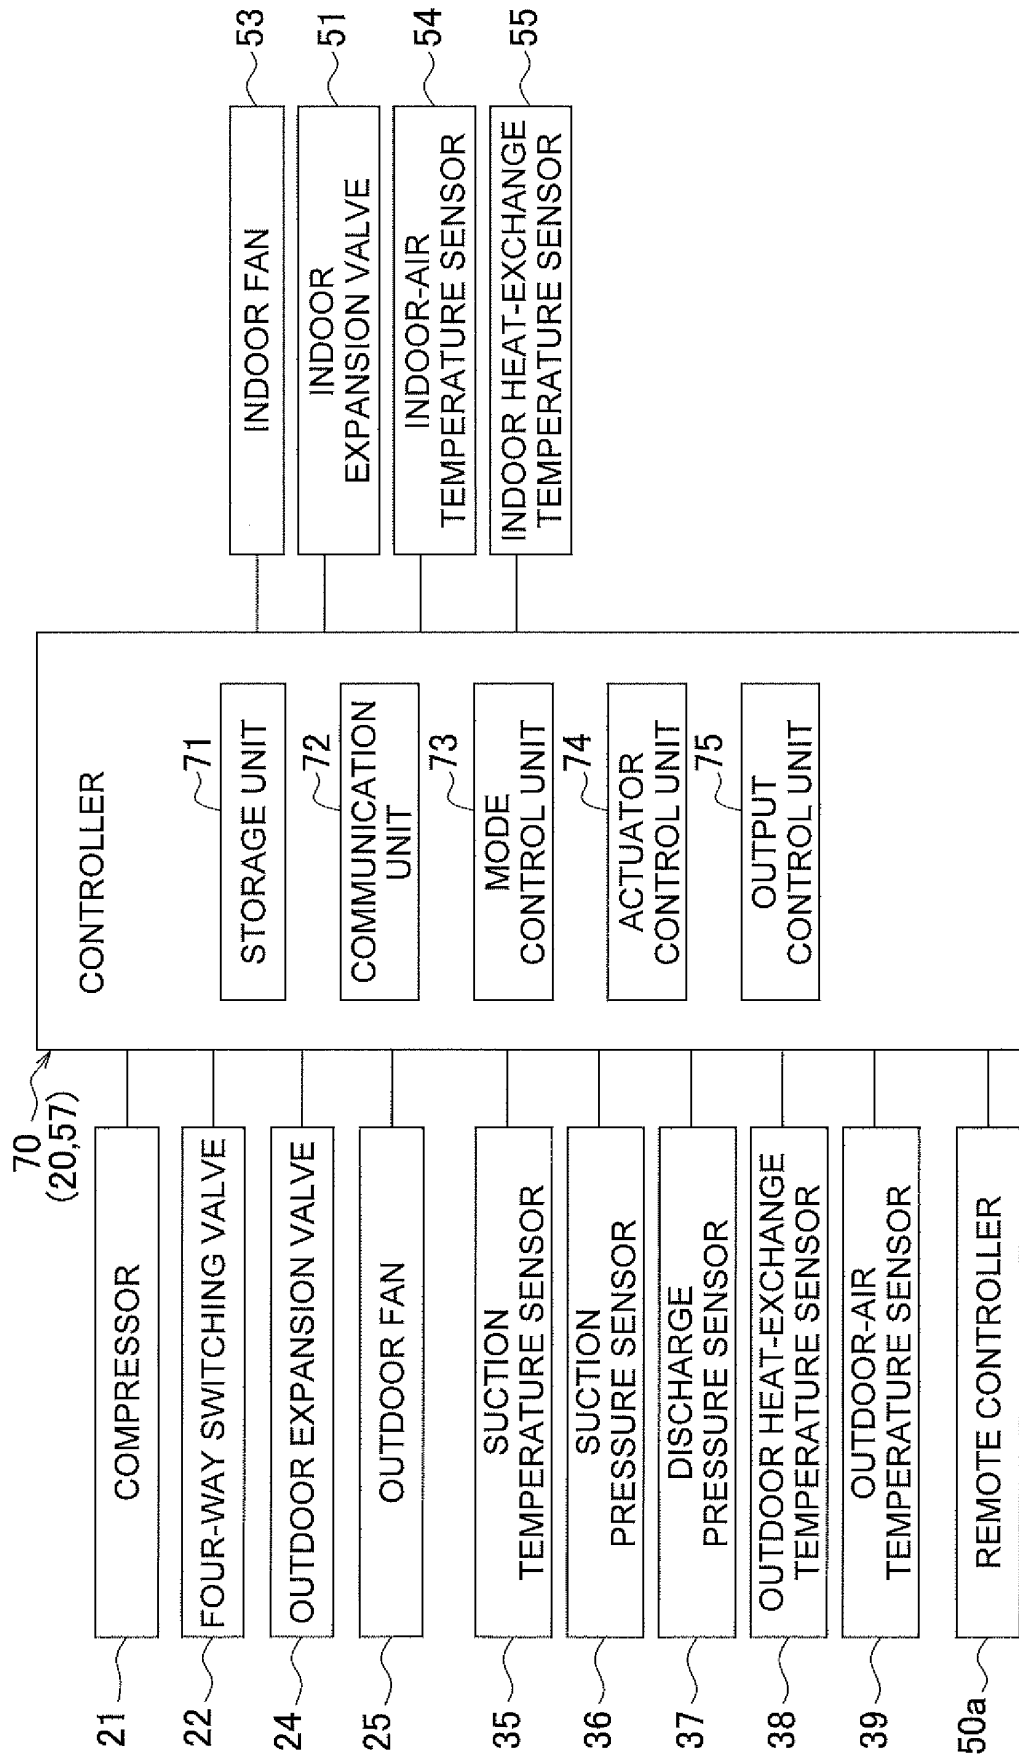 70
(20,57)
CONTROLLER
21
COMPRESSOR
22
FOUR-WAY SWITCHING VALVE
24
OUTDOOR EXPANSION VALVE
25
OUTDOOR FAN
35
SUCTION
TEMPERATURE SENSOR
36
SUCTION
PRESSURE SENSOR
37
DISCHARGE
PRESSURE SENSOR
38
OUTDOOR HEAT-EXCHANGE
TEMPERATURE SENSOR
39
OUTDOOR-AIR
TEMPERATURE SENSOR
50a
REMOTE CONTROLLER
71
STORAGE UNIT
72
COMMUNICATION
UNIT
73
MODE
CONTROL UNIT
74
ACTUATOR
CONTROL UNIT
75
OUTPUT
CONTROL UNIT
INDOOR FAN
53
INDOOR
EXPANSION VALVE
51
INDOOR-AIR
TEMPERATURE SENSOR
54
INDOOR HEAT-EXCHANGE
TEMPERATURE SENSOR
55